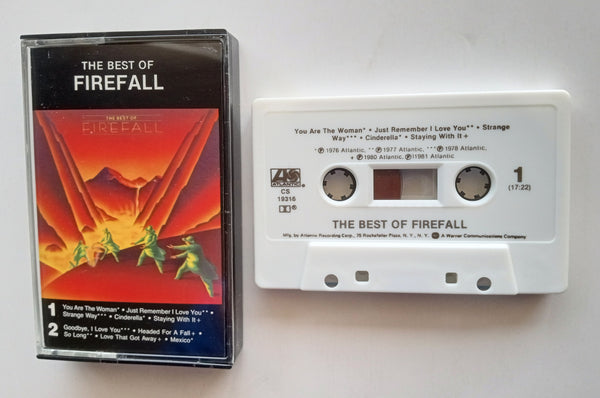 THE BEST OF
FIREFALL
THE BEST OF
FIREFALL
1 You Are The Woman* • Just Remember I Love You** •
Strange Way*** • Cinderella* • Staying With It+
2 Goodbye, I Love You*** • Headed For A Fall+ •
So Long** • Love That Got Away+ • Mexico*
You Are The Woman* • Just Remember I Love You** • Strange
Way*** • Cinderella* • Staying With It+
*℗1976 Atlantic, **℗1977 Atlantic, ***℗1978 Atlantic,
•℗1980 Atlantic, +℗1981 Atlantic
ATLANTIC
CS
19316
1
(17:22)
THE BEST OF FIREFALL
Mfg. by Atlantic Recording Corp., 75 Rockefeller Plaza, N.Y., N.Y. A Warner Communications Company